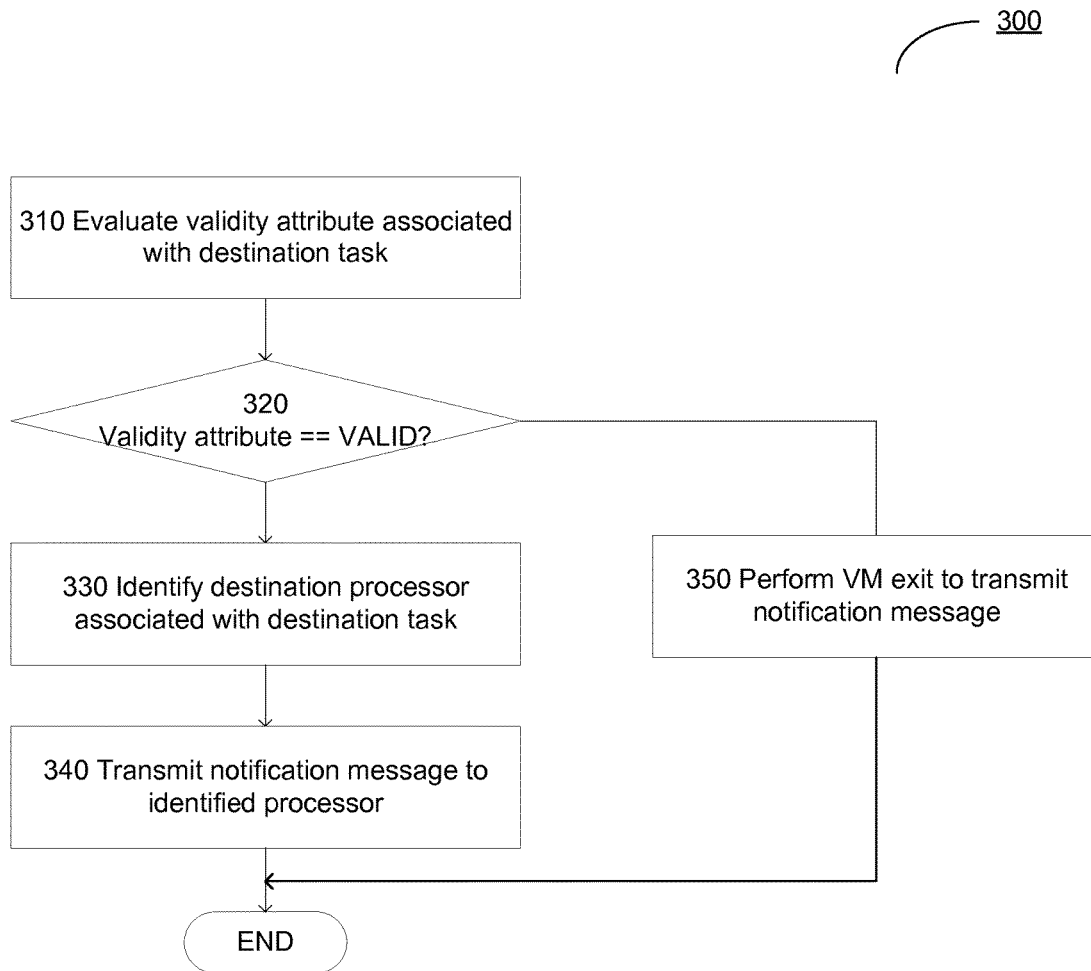 300
310 Evaluate validity attribute associated
with destination task
320
Validity attribute == VALID?
330 Identify destination processor
associated with destination task
350 Perform VM exit to transmit
notification message
340 Transmit notification message to
identified processor
END